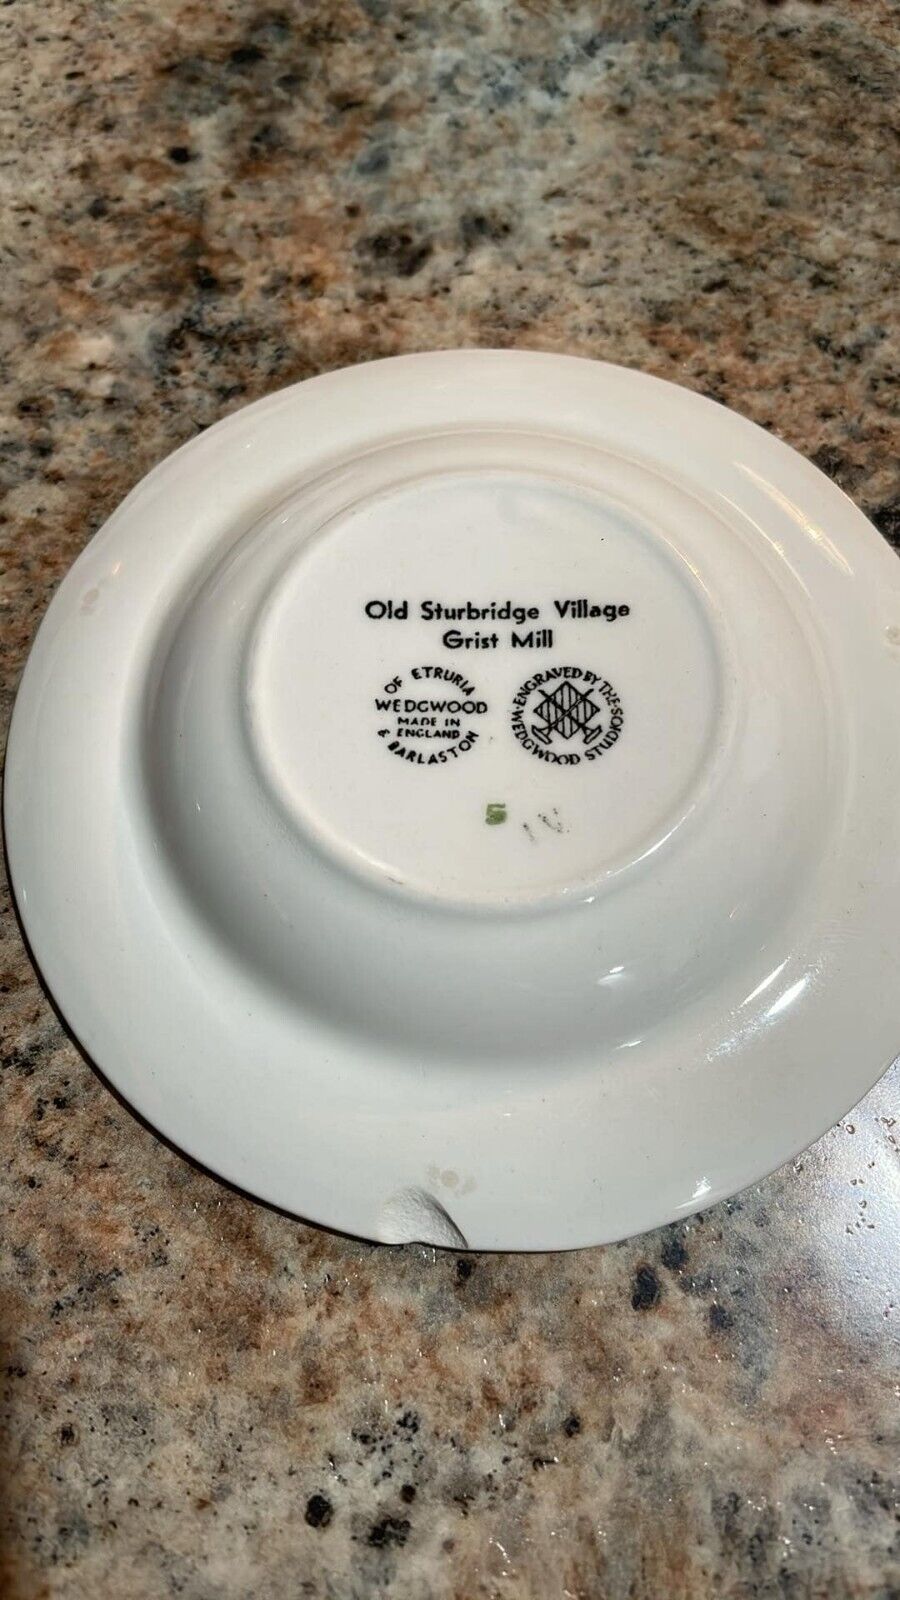 Old Sturbridge Village
Grist Mill
OF ETRURIA
WEDGWOOD
MADE IN
ENGLAND
& BARLASTON
ENGRAVED BY THE
WEDGWOOD STUDIOS
5